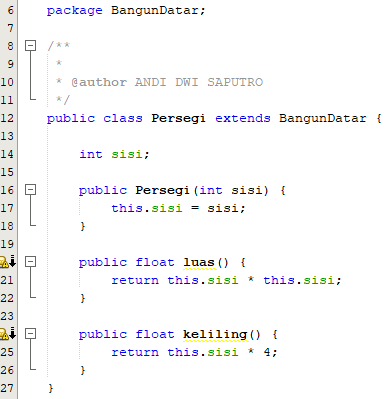 6 package BangunDatar;
7
8 /**
9 *
10 * @author ANDI DWI SAPUTRO
11 */
12 public class Persegi extends BangunDatar {
13
14 int sisi;
15
16 public Persegi(int sisi) {
17 this.sisi = sisi;
18 }
19
public float luas() {
21 return this.sisi * this.sisi;
22 }
23
public float keliling() {
25 return this.sisi * 4;
26 }
27 }